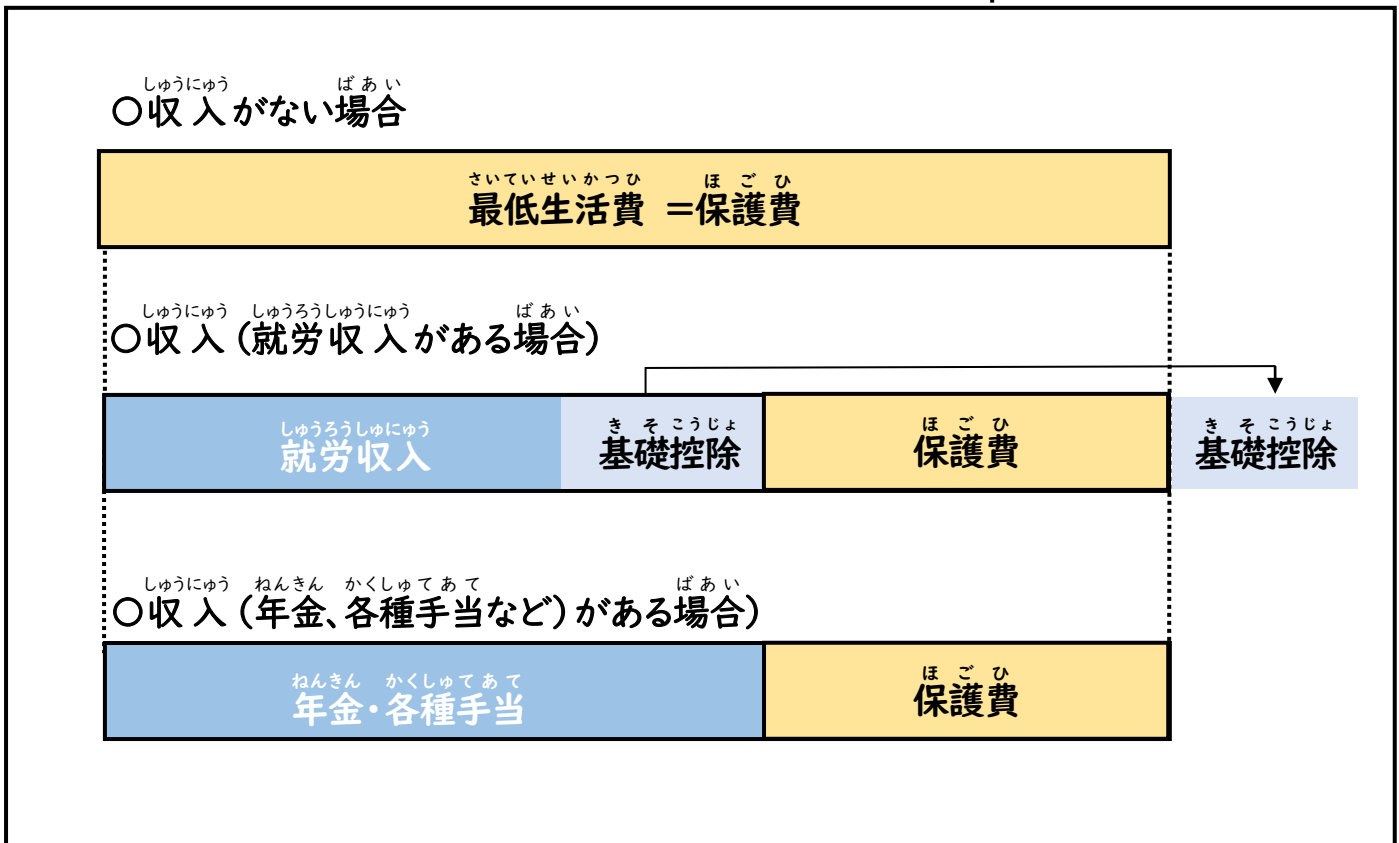 しゅうにゅう ばあい
〇収入がない場合
さいていせいかつひ ほごひ
最低生活費 =保護費
しゅうにゅう しゅうろうしゅうにゅう ばあい
〇収入(就労収入がある場合)
しゅうろうしゅにゅう きそこうじょ ほごひ きそこうじょ
就労収入 基礎控除 保護費 基礎控除
しゅうにゅう ねんきん かくしゅてあて ばあい
〇収入(年金、各種手当など)がある場合)
ねんきん かくしゅてあて ほごひ
年金・各種手当 保護費